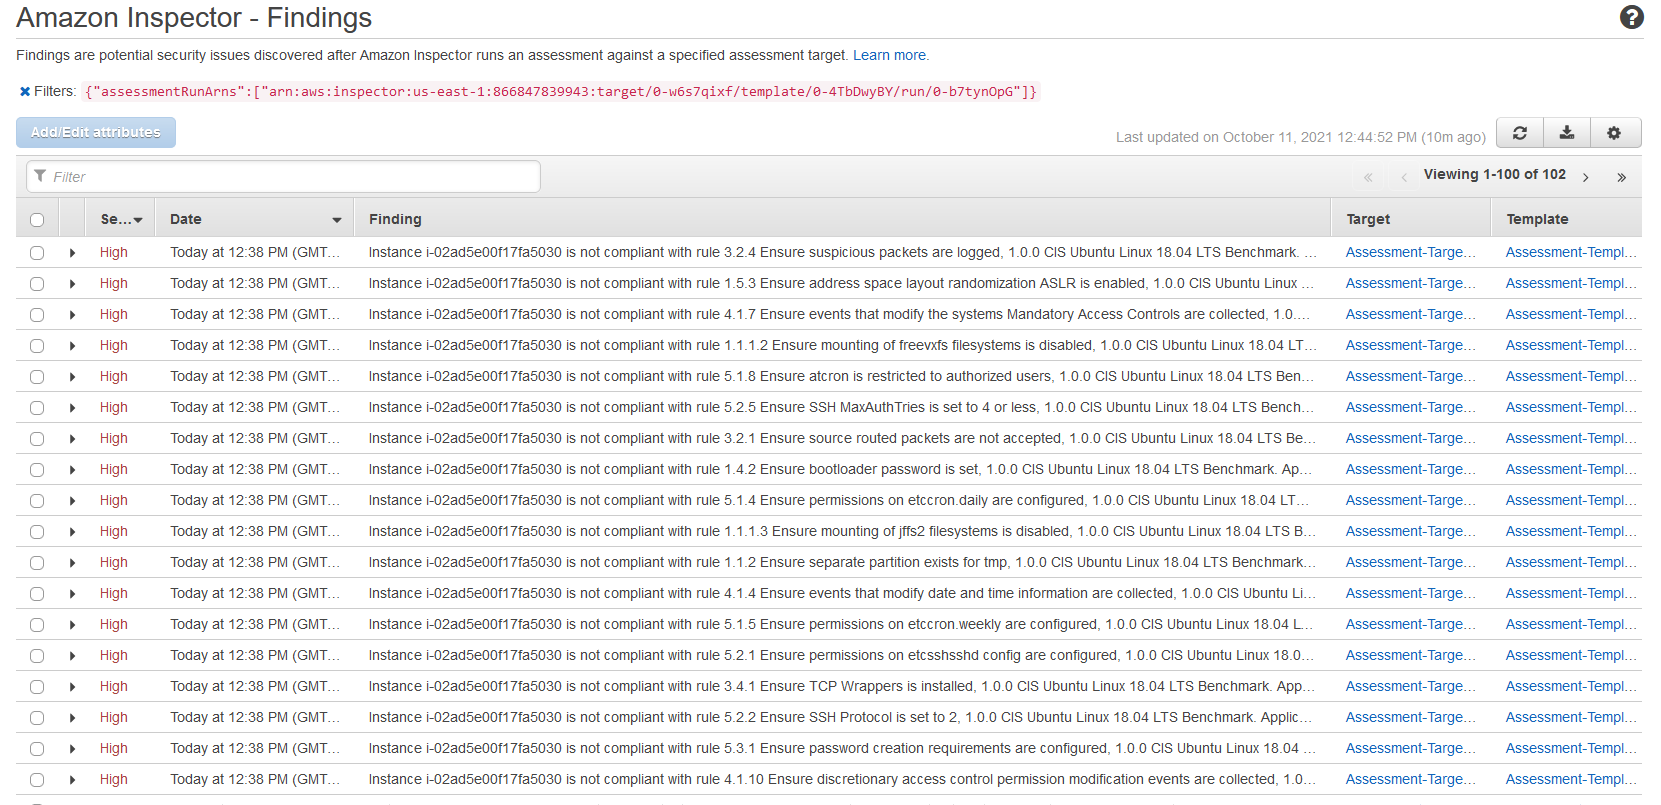 Amazon Inspector - Findings
Findings are potential security issues discovered after Amazon Inspector runs an assessment against a specified assessment target. Learn more.
Filters: {"assessmentRunArns":["arn:aws:inspector:us-east-1:866847839943:target/0-w6s7qixf/template/0-4TbDwyBY/run/0-b7tynOpG"]}
Add/Edit attributes
Last updated on October 11, 2021 12:44:52 PM (10m ago)
Filter
Viewing 1-100 of 102
Se... Date Finding Target Template
High Today at 12:38 PM (GMT... Instance i-02ad5e00f17fa5030 is not compliant with rule 3.2.4 Ensure suspicious packets are logged, 1.0.0 CIS Ubuntu Linux 18.04 LTS Benchmark. ... Assessment-Targe... Assessment-Templ...
High Today at 12:38 PM (GMT... Instance i-02ad5e00f17fa5030 is not compliant with rule 1.5.3 Ensure address space layout randomization ASLR is enabled, 1.0.0 CIS Ubuntu Linux ... Assessment-Targe... Assessment-Templ...
High Today at 12:38 PM (GMT... Instance i-02ad5e00f17fa5030 is not compliant with rule 4.1.7 Ensure events that modify the systems Mandatory Access Controls are collected, 1.0.... Assessment-Targe... Assessment-Templ...
High Today at 12:38 PM (GMT... Instance i-02ad5e00f17fa5030 is not compliant with rule 1.1.1.2 Ensure mounting of freevxfs filesystems is disabled, 1.0.0 CIS Ubuntu Linux 18.04 LT... Assessment-Targe... Assessment-Templ...
High Today at 12:38 PM (GMT... Instance i-02ad5e00f17fa5030 is not compliant with rule 5.1.8 Ensure atcron is restricted to authorized users, 1.0.0 CIS Ubuntu Linux 18.04 LTS Ben... Assessment-Targe... Assessment-Templ...
High Today at 12:38 PM (GMT... Instance i-02ad5e00f17fa5030 is not compliant with rule 5.2.5 Ensure SSH MaxAuthTries is set to 4 or less, 1.0.0 CIS Ubuntu Linux 18.04 LTS Bench... Assessment-Targe... Assessment-Templ...
High Today at 12:38 PM (GMT... Instance i-02ad5e00f17fa5030 is not compliant with rule 3.2.1 Ensure source routed packets are not accepted, 1.0.0 CIS Ubuntu Linux 18.04 LTS Be... Assessment-Targe... Assessment-Templ...
High Today at 12:38 PM (GMT... Instance i-02ad5e00f17fa5030 is not compliant with rule 1.4.2 Ensure bootloader password is set, 1.0.0 CIS Ubuntu Linux 18.04 LTS Benchmark. Ap... Assessment-Targe... Assessment-Templ...
High Today at 12:38 PM (GMT... Instance i-02ad5e00f17fa5030 is not compliant with rule 5.1.4 Ensure permissions on etccron.daily are configured, 1.0.0 CIS Ubuntu Linux 18.04 LT... Assessment-Targe... Assessment-Templ...
High Today at 12:38 PM (GMT... Instance i-02ad5e00f17fa5030 is not compliant with rule 1.1.1.3 Ensure mounting of jffs2 filesystems is disabled, 1.0.0 CIS Ubuntu Linux 18.04 LTS B... Assessment-Targe... Assessment-Templ...
High Today at 12:38 PM (GMT... Instance i-02ad5e00f17fa5030 is not compliant with rule 1.1.2 Ensure separate partition exists for tmp, 1.0.0 CIS Ubuntu Linux 18.04 LTS Benchmark... Assessment-Targe... Assessment-Templ...
High Today at 12:38 PM (GMT... Instance i-02ad5e00f17fa5030 is not compliant with rule 4.1.4 Ensure events that modify date and time information are collected, 1.0.0 CIS Ubuntu Li... Assessment-Targe... Assessment-Templ...
High Today at 12:38 PM (GMT... Instance i-02ad5e00f17fa5030 is not compliant with rule 5.1.5 Ensure permissions on etccron.weekly are configured, 1.0.0 CIS Ubuntu Linux 18.04 L... Assessment-Targe... Assessment-Templ...
High Today at 12:38 PM (GMT... Instance i-02ad5e00f17fa5030 is not compliant with rule 5.2.1 Ensure permissions on etcsshsshd config are configured, 1.0.0 CIS Ubuntu Linux 18.0... Assessment-Targe... Assessment-Templ...
High Today at 12:38 PM (GMT... Instance i-02ad5e00f17fa5030 is not compliant with rule 3.4.1 Ensure TCP Wrappers is installed, 1.0.0 CIS Ubuntu Linux 18.04 LTS Benchmark. App... Assessment-Targe... Assessment-Templ...
High Today at 12:38 PM (GMT... Instance i-02ad5e00f17fa5030 is not compliant with rule 5.2.2 Ensure SSH Protocol is set to 2, 1.0.0 CIS Ubuntu Linux 18.04 LTS Benchmark. Applic... Assessment-Targe... Assessment-Templ...
High Today at 12:38 PM (GMT... Instance i-02ad5e00f17fa5030 is not compliant with rule 5.3.1 Ensure password creation requirements are configured, 1.0.0 CIS Ubuntu Linux 18.04 ... Assessment-Targe... Assessment-Templ...
High Today at 12:38 PM (GMT... Instance i-02ad5e00f17fa5030 is not compliant with rule 4.1.10 Ensure discretionary access control permission modification events are collected, 1.0... Assessment-Targe... Assessment-Templ...